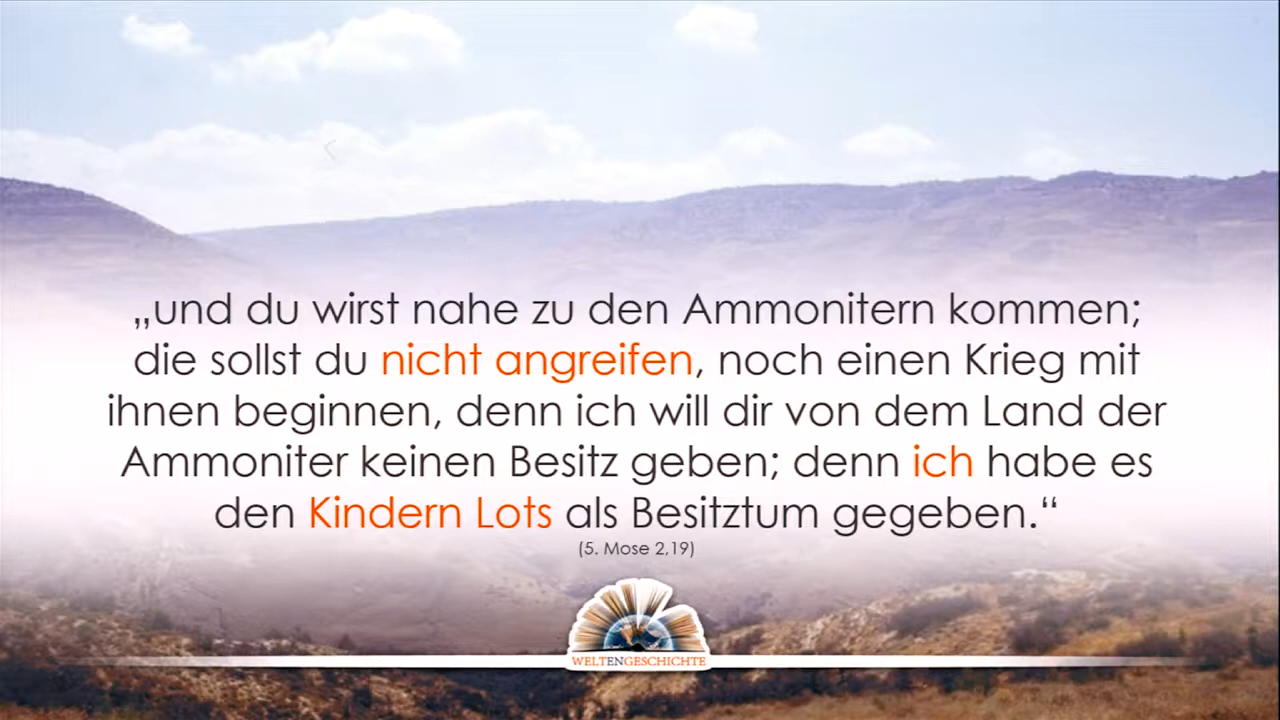 „und du wirst nahe zu den Ammonitern kommen;
die sollst du nicht angreifen, noch einen Krieg mit
ihnen beginnen, denn ich will dir von dem Land der
Ammoniter keinen Besitz geben; denn ich habe es
den Kindern Lots als Besitztum gegeben.“
(5. Mose 2,19)
WELTENGESCHICHTE